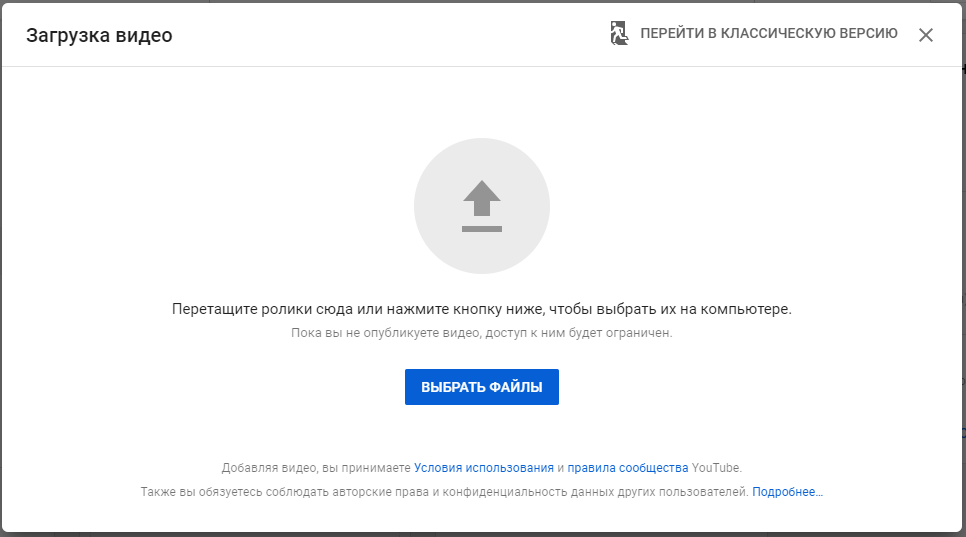 Загрузка видео
ПЕРЕЙТИ В КЛАССИЧЕСКУЮ ВЕРСИЮ
Перетащите ролики сюда или нажмите кнопку ниже, чтобы выбрать их на компьютере.
Пока вы не опубликуете видео, доступ к ним будет ограничен.
ВЫБРАТЬ ФАЙЛЫ
Добавляя видео, вы принимаете Условия использования и правила сообщества YouTube.
Также вы обязуетесь соблюдать авторские права и конфиденциальность данных других пользователей. Подробнее…